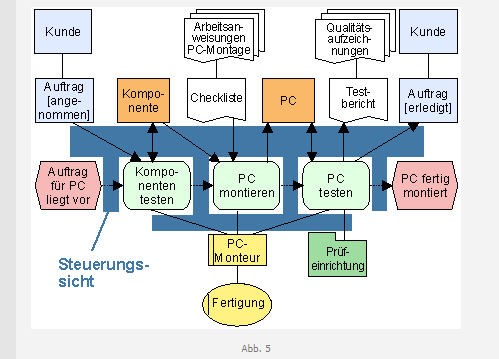 Kunde
Arbeitsan-
weisungen
PC-Montage
Qualitäts-
aufzeich-
nungen
Kunde
Auftrag
[ange-
nommen]
Kompo-
nente
Checkliste
PC
Test-
bericht
Auftrag
[erledigt]
Auftrag
für PC
liegt vor
Kompo-
nenten
testen
PC
montieren
PC
testen
PC fertig
montiert
Steuerungs-
sicht
PC-
Monteur
Prüf-
einrichtung
Fertigung
Abb. 5